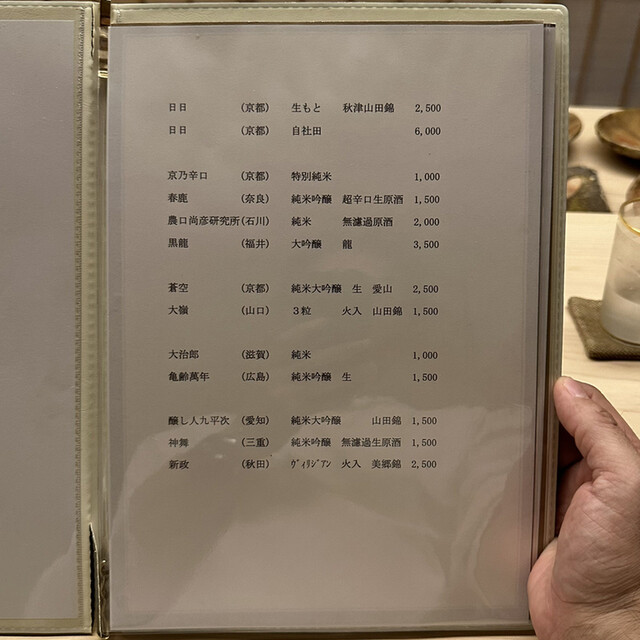 日日 (京都) 生もと 秋津山田錦 2,500
日日 (京都) 自社田 6,000
京乃辛口 (京都) 特別純米 1,000
春鹿 (奈良) 純米吟醸 超辛口生原酒 1,500
農口尚彦研究所(石川) 純米 無濾過原酒 2,000
黒龍 (福井) 大吟醸 龍 3,500
蒼空 (京都) 純米大吟醸 生 愛山 2,500
大嶺 (山口) 3粒 火入 山田錦 1,500
大治郎 (滋賀) 純米 1,000
亀齢萬年 (広島) 純米吟醸 生 1,500
醸し人九平次 (愛知) 純米大吟醸 山田錦 1,500
神舞 (三重) 純米吟醸 無濾過生原酒 1,500
新政 (秋田) ヴィリジアン 火入 美郷錦 2,500